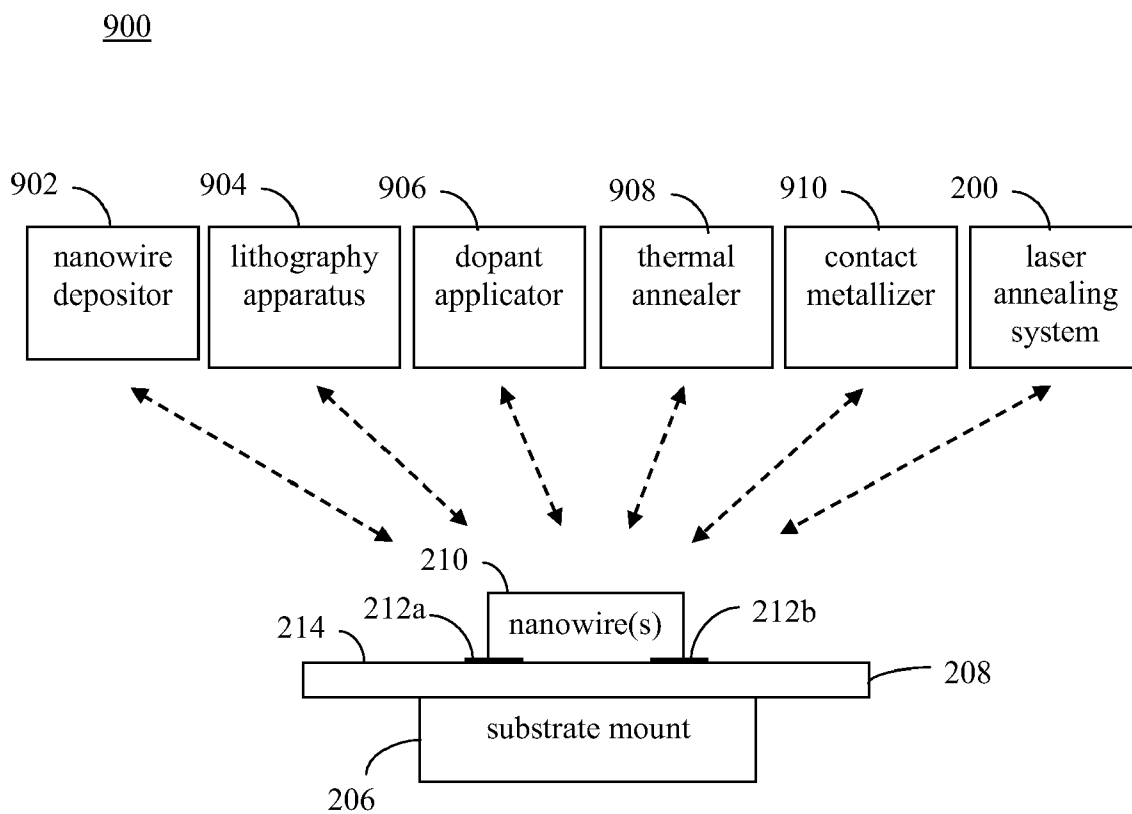 900
902
904
906
908
910
200
nanowire
depositor
lithography
apparatus
dopant
applicator
thermal
annealer
contact
metallizer
laser
annealing
system
210
212a
nanowire(s)
212b
214
208
substrate mount
206